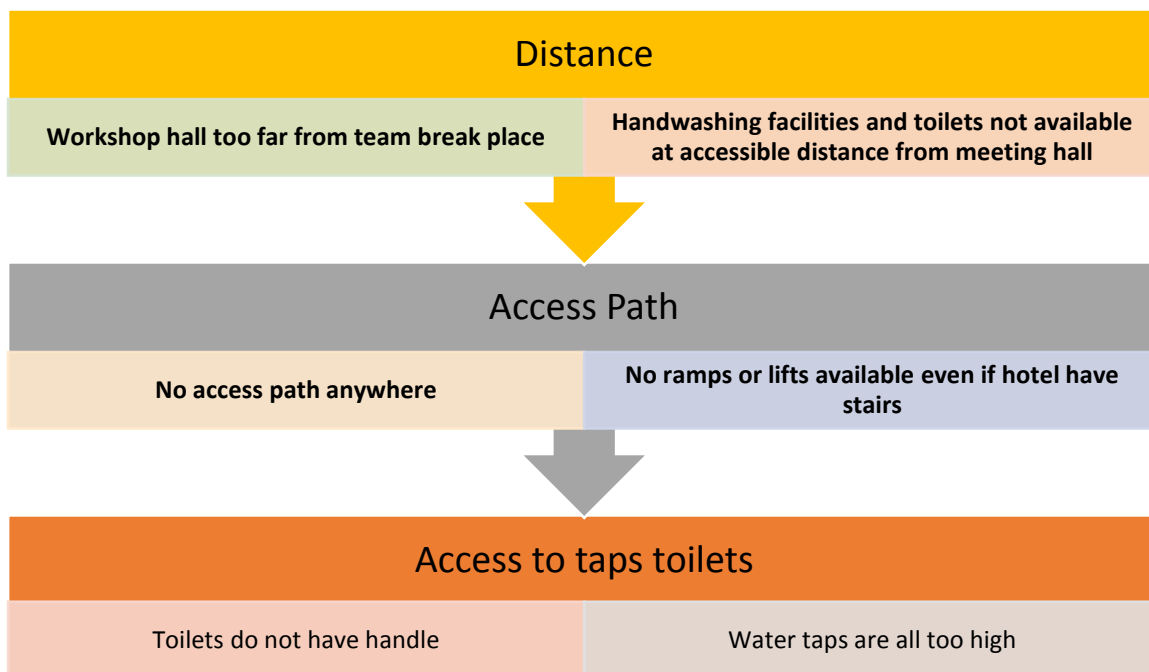 Distance
Workshop hall too far from team break place
Handwashing facilities and toilets not available
at accessible distance from meeting hall
Access Path
No access path anywhere
No ramps or lifts available even if hotel have
stairs
Access to taps toilets
Toilets do not have handle
Water taps are all too high